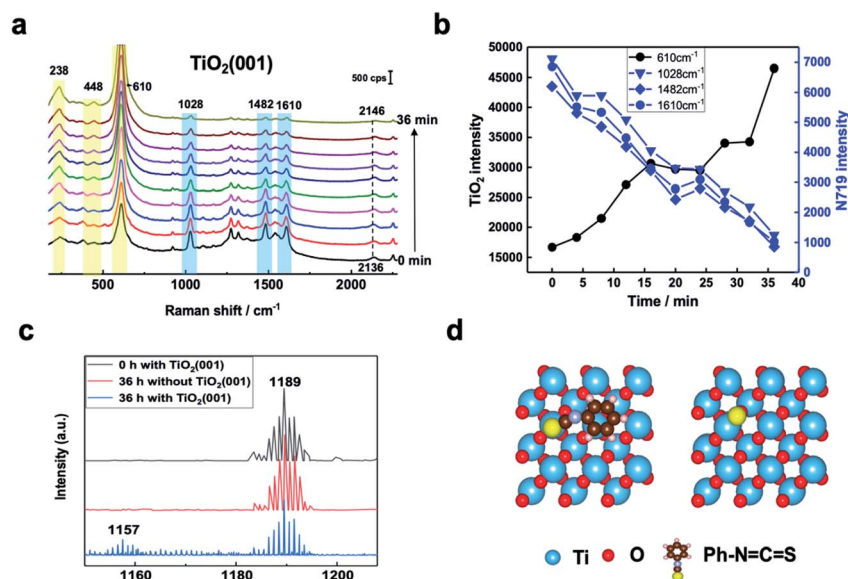 a
TiO2(001)
500 cps
238
448
610
1028
1482
1610
2146
36 min
0 min
2136
500
1000
1500
2000
Raman shift / cm-1
b
50000
45000
40000
35000
30000
25000
20000
15000
TiO2 intensity
610cm-1
1028cm-1
1482cm-1
1610cm-1
7000
6000
5000
4000
3000
2000
1000
0
N719 intensity
0
5
10
15
20
25
30
35
40
Time / min
c
0 h with TiO2(001)
36 h without TiO2(001)
36 h with TiO2(001)
1189
1157
Intensity (a.u.)
1160
1180
1200
d
Ti
O
Ph-N=C=S